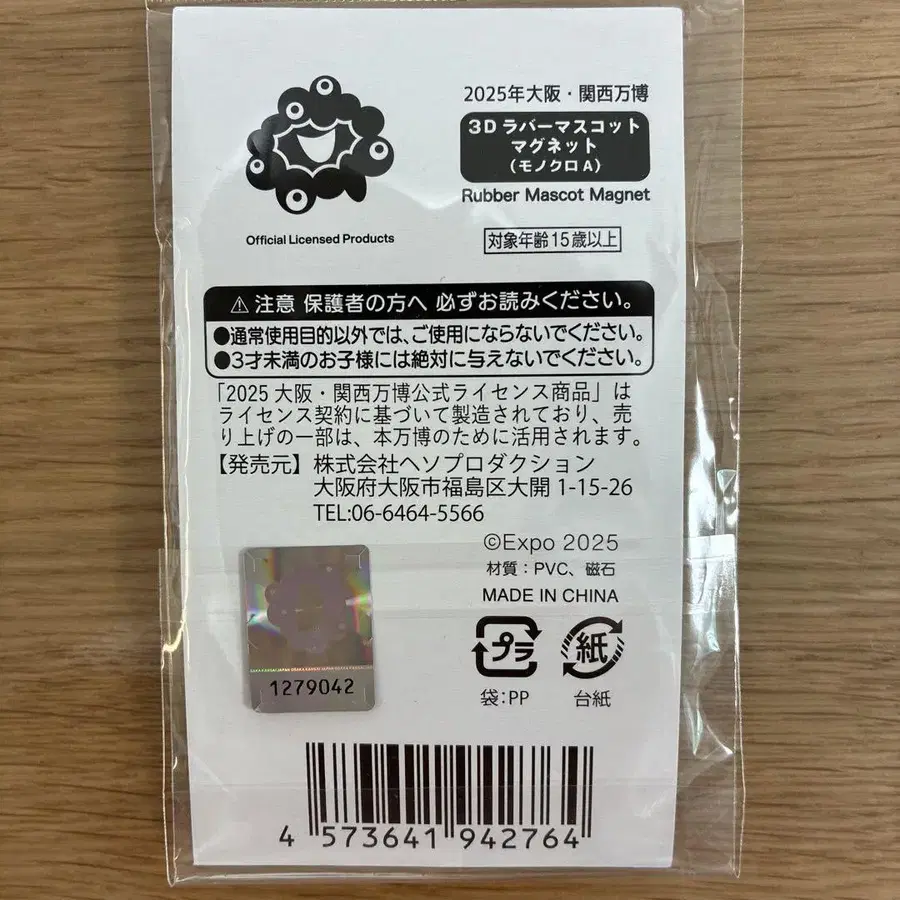 2025年大阪・関西万博
3Dラバーマスコット
マグネット
(モノクロA)
Rubber Mascot Magnet
Official Licensed Products
対象年齢15歳以上
⚠注意 保護者の方へ 必ずお読みください。
●通常使用目的以外では、ご使用にならないでください。
●3才未満のお子様には絶対に与えないでください。
「2025 大阪・関西万博公式ライセンス商品」は
ライセンス契約に基づいて製造されており、売
り上げの一部は、本万博のために活用されます。
【発売元】株式会社ヘソプロダクション
大阪府大阪市福島区大開 1-15-26
TEL:06-6464-5566
©Expo 2025
材質：PVC、磁石
MADE IN CHINA
1279042
プラ
紙
袋:PP
台紙
4 573641 942764